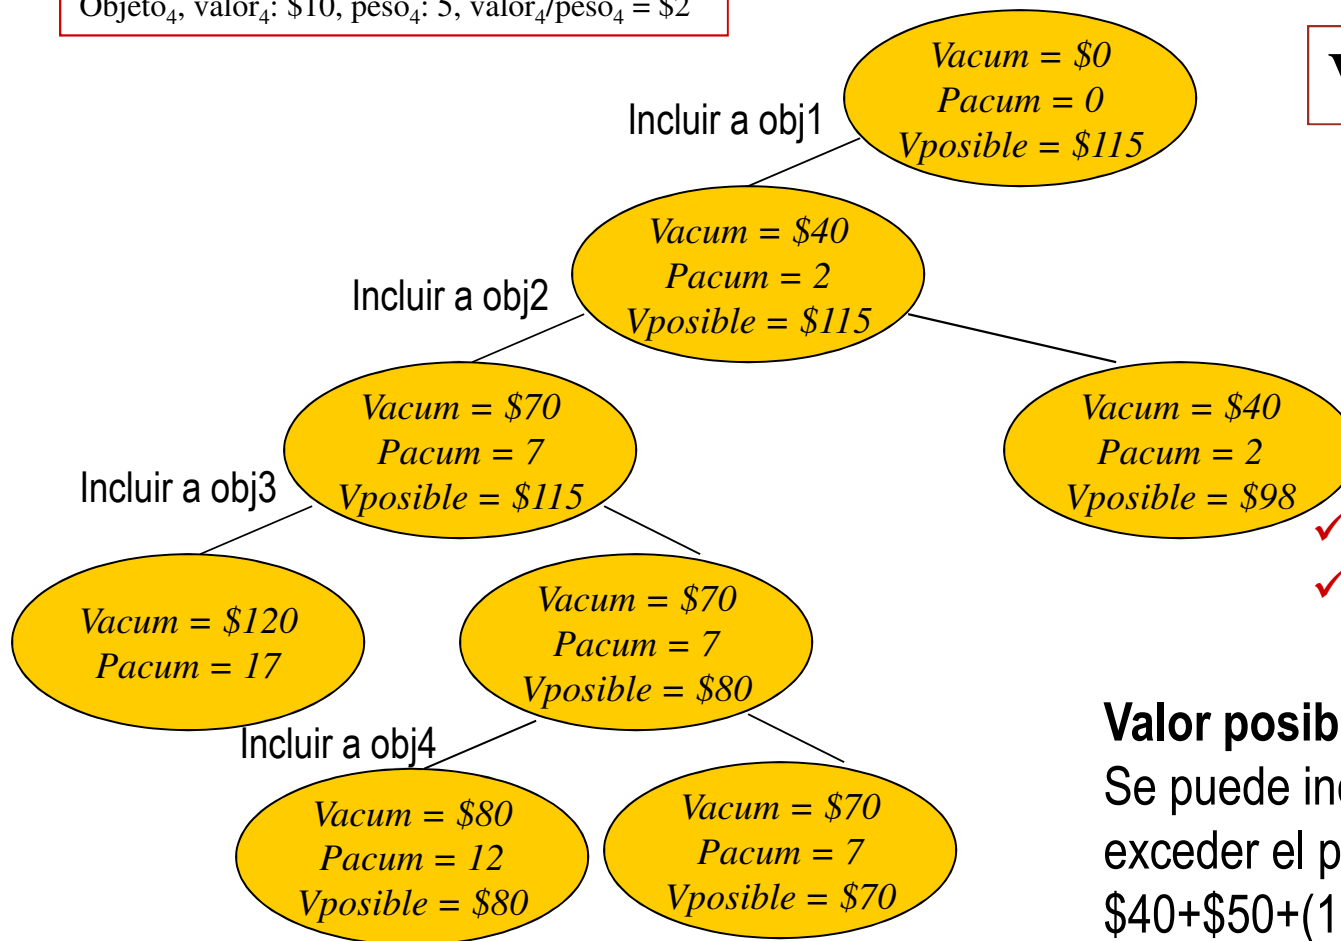 Objeto₄, valor₄: $10, peso₄: 5, valor₄/peso₄ = $2
Vacum = $0
Pacum = 0
Vposible = $115
Incluir a obj1
Vacum = $40
Pacum = 2
Vposible = $115
Incluir a obj2
Vacum = $70
Pacum = 7
Vposible = $115
Vacum = $40
Pacum = 2
Vposible = $98
Incluir a obj3
Vacum = $120
Pacum = 17
Vacum = $70
Pacum = 7
Vposible = $80
Incluir a obj4
Vacum = $80
Pacum = 12
Vposible = $80
Vacum = $70
Pacum = 7
Vposible = $70
Valor posib
Se puede in
exceder el p
$40+$50+(1